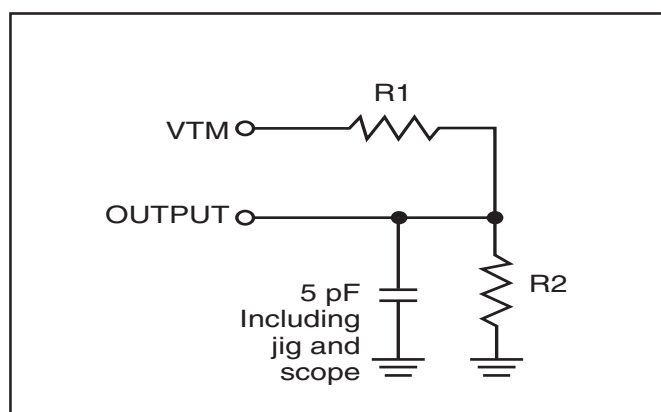 R1
VTM
OUTPUT
5 pF
Including
jig and
scope
R2